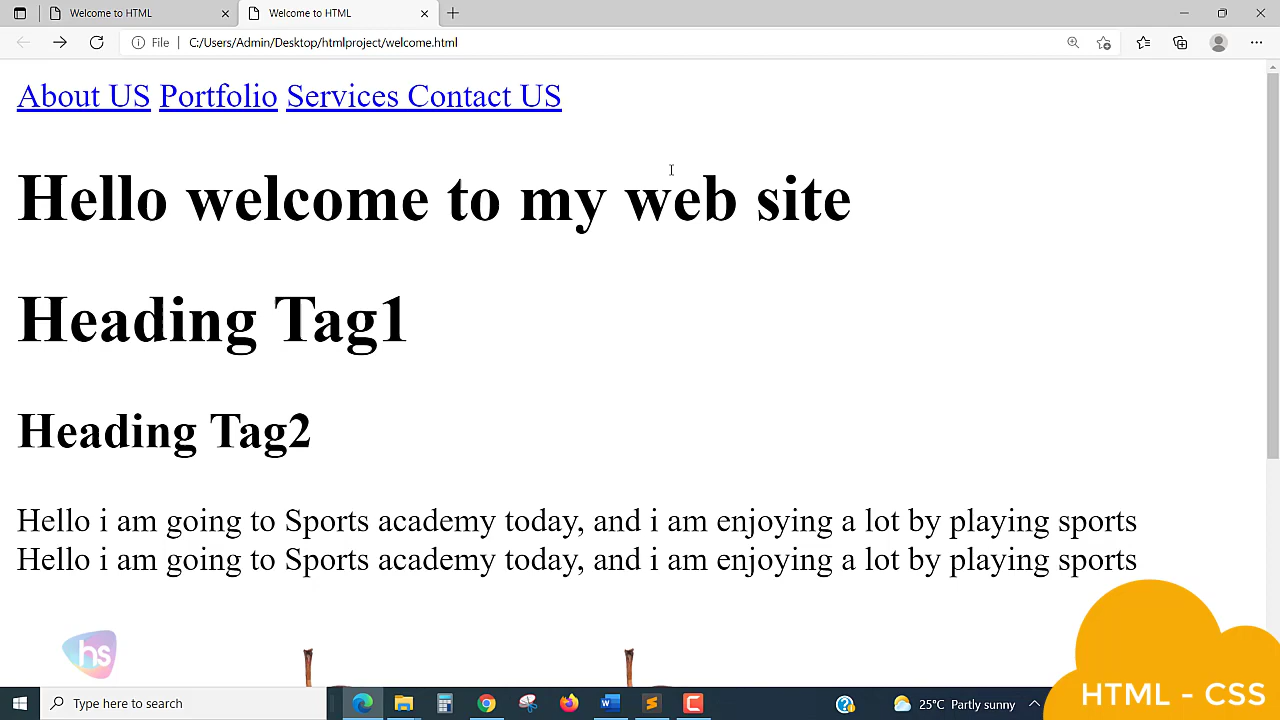 Welcome to HTML
Welcome to HTML
File
C:/Users/Admin/Desktop/htmlproject/welcome.html
About US Portfolio Services Contact US
Hello welcome to my web site
Heading Tag1
Heading Tag2
Hello i am going to Sports academy today, and i am enjoying a lot by playing sports
Hello i am going to Sports academy today, and i am enjoying a lot by playing sports
hs
HTML - CSS
Type here to search
25°C Partly sunny